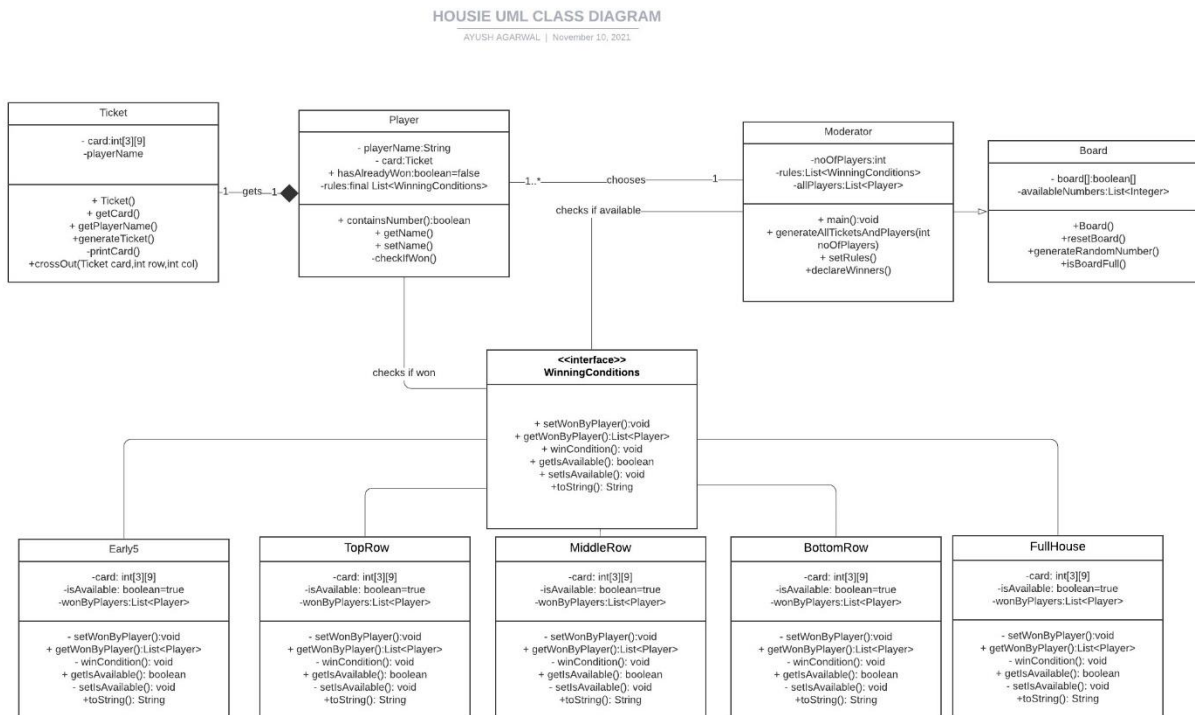 HOUSIE UML CLASS DIAGRAM
AYUSH AGARWAL | November 10, 2021
Ticket
- card:int[3][9]
-playerName
+ Ticket()
+ getCard()
+ getPlayerName()
+generateTicket()
-printCard()
+crossOut(Ticket card,int row,int col)
1
gets
1
Player
- playerName:String
- card:Ticket
+ hasAlreadyWon:boolean=false
-rules:final List<WinningConditions>
+ containsNumber():boolean
+ getName()
+ setName()
-checkIfWon()
1..*
chooses
1
checks if available
Moderator
-noOfPlayers:int
-rules:List<WinningConditions>
-allPlayers:List<Player>
+ main():void
+ generateAllTicketsAndPlayers(int
noOfPlayers)
+ setRules()
+declareWinners()
Board
- board[]:boolean[]
-availableNumbers:List<Integer>
+Board()
+resetBoard()
+generateRandomNumber()
+isBoardFull()
checks if won
<<interface>>
WinningConditions
+ setWonByPlayer():void
+ getWonByPlayer():List<Player>
+ winCondition(): void
+ getIsAvailable(): boolean
+ setIsAvailable(): void
+toString(): String
Early5
-card: int[3][9]
-isAvailable: boolean=true
-wonByPlayers:List<Player>
- setWonByPlayer():void
+ getWonByPlayer():List<Player>
- winCondition(): void
+ getIsAvailable(): boolean
- setIsAvailable(): void
+toString(): String
TopRow
-card: int[3][9]
-isAvailable: boolean=true
-wonByPlayers:List<Player>
- setWonByPlayer():void
+ getWonByPlayer():List<Player>
- winCondition(): void
+ getIsAvailable(): boolean
- setIsAvailable(): void
+toString(): String
MiddleRow
-card: int[3][9]
-isAvailable: boolean=true
-wonByPlayers:List<Player>
- setWonByPlayer():void
+ getWonByPlayer():List<Player>
- winCondition(): void
+ getIsAvailable(): boolean
- setIsAvailable(): void
+toString(): String
BottomRow
-card: int[3][9]
-isAvailable: boolean=true
-wonByPlayers:List<Player>
- setWonByPlayer():void
+ getWonByPlayer():List<Player>
- winCondition(): void
+ getIsAvailable(): boolean
- setIsAvailable(): void
+toString(): String
FullHouse
-card: int[3][9]
-isAvailable: boolean=true
-wonByPlayers:List<Player>
- setWonByPlayer():void
+ getWonByPlayer():List<Player>
- winCondition(): void
+ getIsAvailable(): boolean
- setIsAvailable(): void
+toString(): String